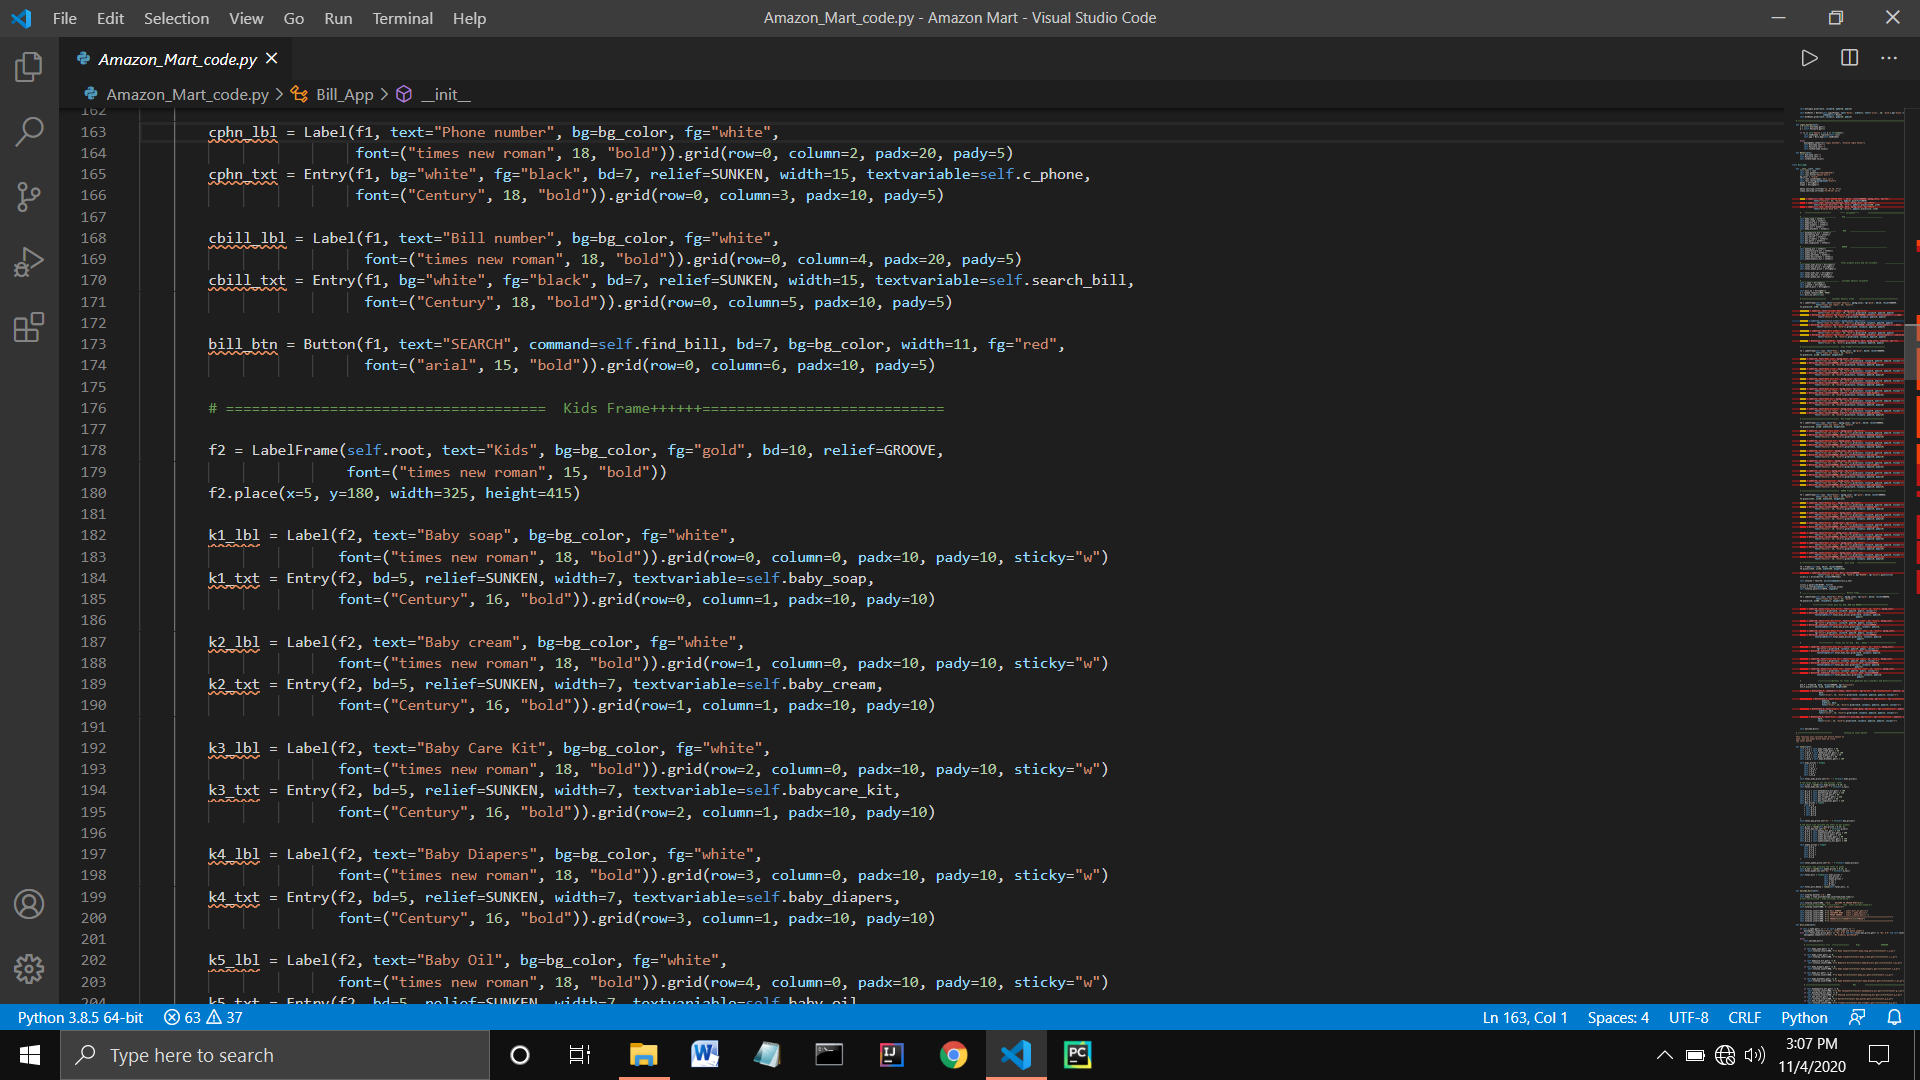 File Edit Selection View Go Run Terminal Help
Amazon_Mart_code.py - Amazon Mart - Visual Studio Code
Amazon_Mart_code.py
Amazon_Mart_code.py > Bill_App > __init__
162
163 cphn_lbl = Label(f1, text="Phone number", bg=bg_color, fg="white",
164 font=("times new roman", 18, "bold")).grid(row=0, column=2, padx=20, pady=5)
165 cphn_txt = Entry(f1, bg="white", fg="black", bd=7, relief=SUNKEN, width=15, textvariable=self.c_phone,
166 font=("Century", 18, "bold")).grid(row=0, column=3, padx=10, pady=5)
167
168 cbill_lbl = Label(f1, text="Bill number", bg=bg_color, fg="white",
169 font=("times new roman", 18, "bold")).grid(row=0, column=4, padx=20, pady=5)
170 cbill_txt = Entry(f1, bg="white", fg="black", bd=7, relief=SUNKEN, width=15, textvariable=self.search_bill,
171 font=("Century", 18, "bold")).grid(row=0, column=5, padx=10, pady=5)
172
173 bill_btn = Button(f1, text="SEARCH", command=self.find_bill, bd=7, bg=bg_color, width=11, fg="red",
174 font=("arial", 15, "bold")).grid(row=0, column=6, padx=10, pady=5)
175
176 # ===================================== Kids Frame++++++============================
177
178 f2 = LabelFrame(self.root, text="Kids", bg=bg_color, fg="gold", bd=10, relief=GROOVE,
179 font=("times new roman", 15, "bold"))
180 f2.place(x=5, y=180, width=325, height=415)
181
182 k1_lbl = Label(f2, text="Baby soap", bg=bg_color, fg="white",
183 font=("times new roman", 18, "bold")).grid(row=0, column=0, padx=10, pady=10, sticky="w")
184 k1_txt = Entry(f2, bd=5, relief=SUNKEN, width=7, textvariable=self.baby_soap,
185 font=("Century", 16, "bold")).grid(row=0, column=1, padx=10, pady=10)
186
187 k2_lbl = Label(f2, text="Baby cream", bg=bg_color, fg="white",
188 font=("times new roman", 18, "bold")).grid(row=1, column=0, padx=10, pady=10, sticky="w")
189 k2_txt = Entry(f2, bd=5, relief=SUNKEN, width=7, textvariable=self.baby_cream,
190 font=("Century", 16, "bold")).grid(row=1, column=1, padx=10, pady=10)
191
192 k3_lbl = Label(f2, text="Baby Care Kit", bg=bg_color, fg="white",
193 font=("times new roman", 18, "bold")).grid(row=2, column=0, padx=10, pady=10, sticky="w")
194 k3_txt = Entry(f2, bd=5, relief=SUNKEN, width=7, textvariable=self.babycare_kit,
195 font=("Century", 16, "bold")).grid(row=2, column=1, padx=10, pady=10)
196
197 k4_lbl = Label(f2, text="Baby Diapers", bg=bg_color, fg="white",
198 font=("times new roman", 18, "bold")).grid(row=3, column=0, padx=10, pady=10, sticky="w")
199 k4_txt = Entry(f2, bd=5, relief=SUNKEN, width=7, textvariable=self.baby_diapers,
200 font=("Century", 16, "bold")).grid(row=3, column=1, padx=10, pady=10)
201
202 k5_lbl = Label(f2, text="Baby Oil", bg=bg_color, fg="white",
203 font=("times new roman", 18, "bold")).grid(row=4, column=0, padx=10, pady=10, sticky="w")
204 k5_txt = Entry(f2, bd=5, relief=SUNKEN, width=7, textvariable=self.baby_oil,
Python 3.8.5 64-bit 63 37 Ln 163, Col 1 Spaces: 4 UTF-8 CRLF Python
Type here to search
3:07 PM
11/4/2020